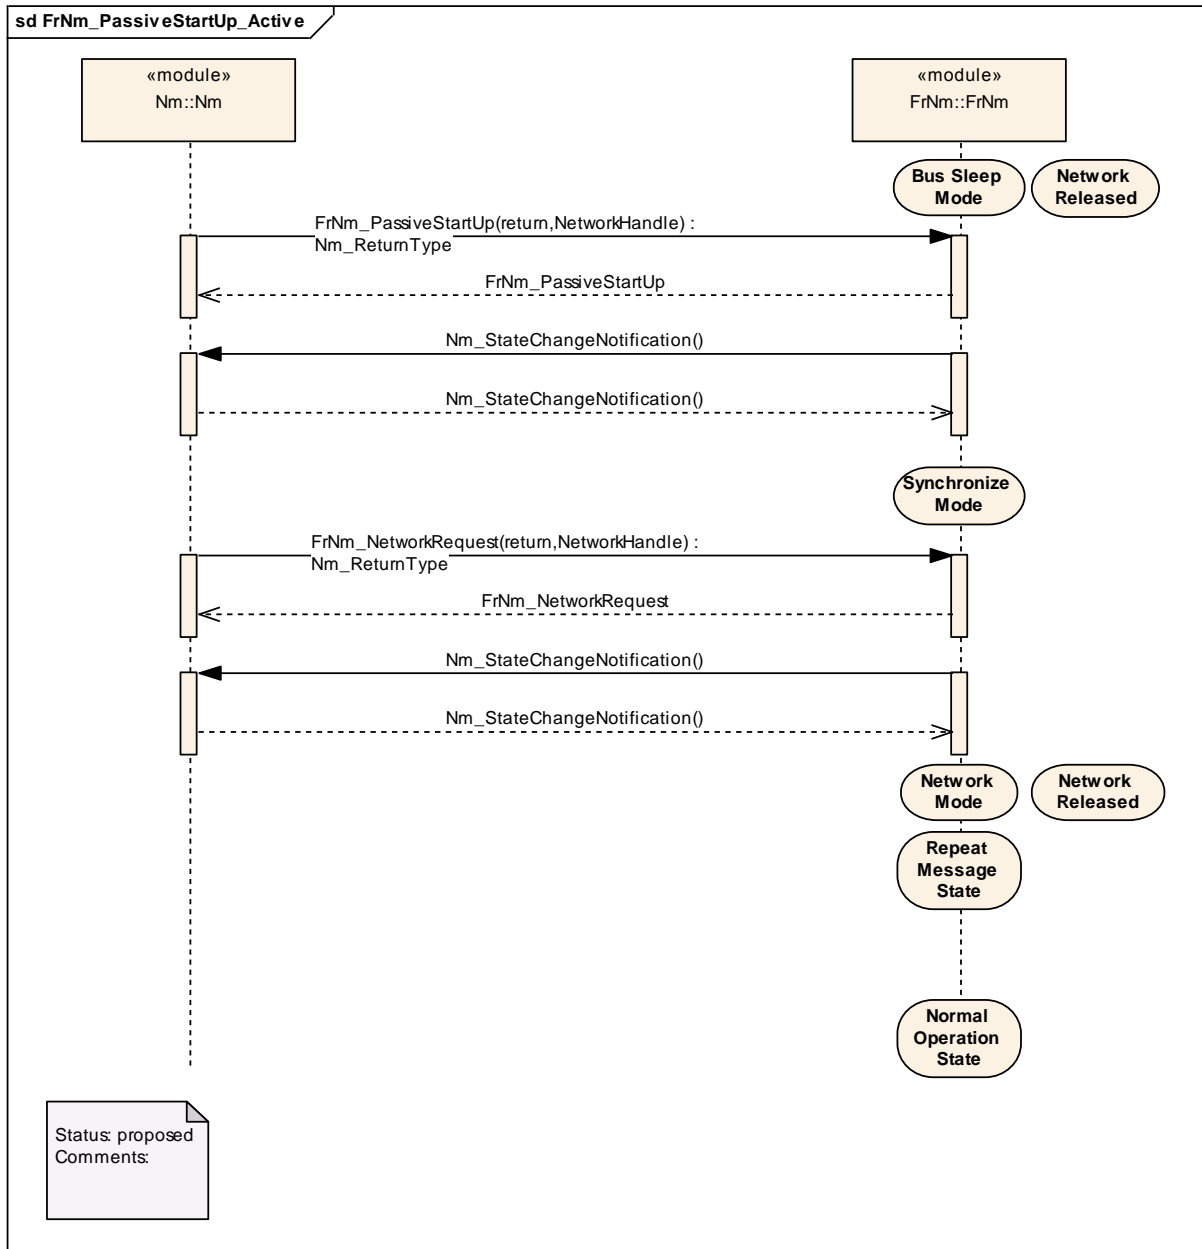 sd FrNm_PassiveStartUp_Active
«module»
Nm::Nm
«module»
FrNm::FrNm
Bus Sleep
Mode
Network
Released
FrNm_PassiveStartUp(return,NetworkHandle) :
Nm_ReturnType
FrNm_PassiveStartUp
Nm_StateChangeNotification()
Nm_StateChangeNotification()
Synchronize
Mode
FrNm_NetworkRequest(return,NetworkHandle) :
Nm_ReturnType
FrNm_NetworkRequest
Nm_StateChangeNotification()
Nm_StateChangeNotification()
Network
Mode
Network
Released
Repeat
Message
State
Normal
Operation
State
Status: proposed
Comments: